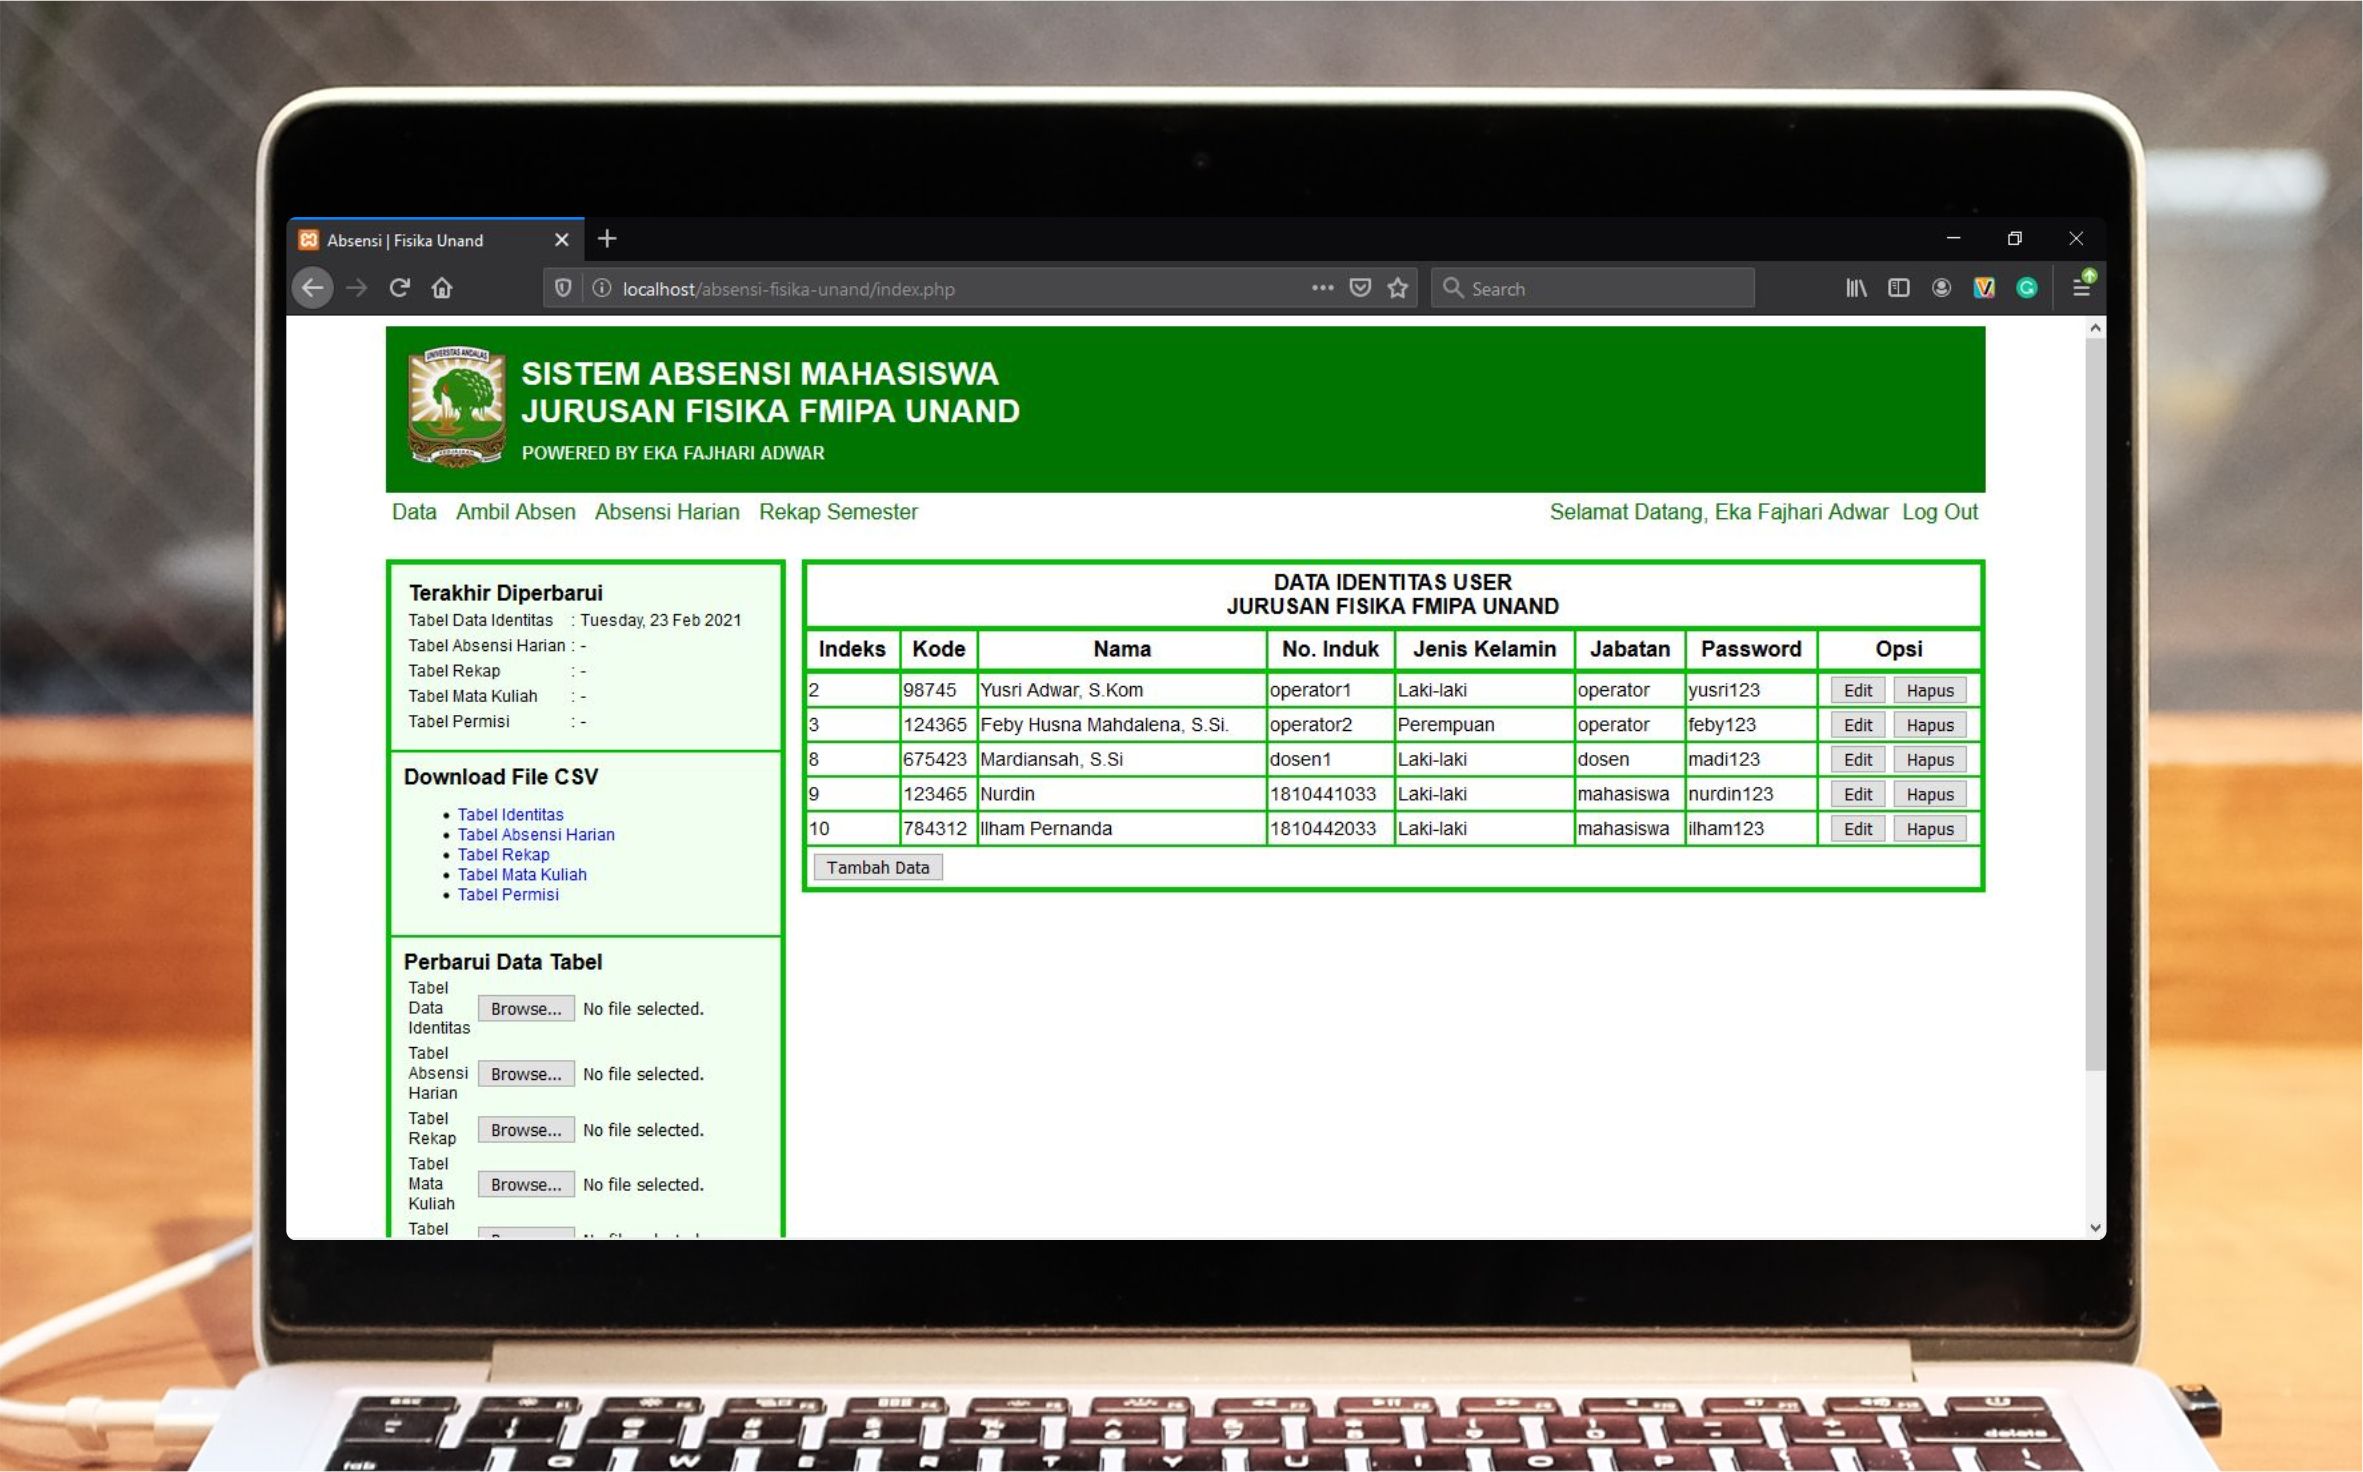 Absensi | Fisika Unand
localhost/absensi-fisika-unand/index.php
Search
UNIVERSITAS ANDALAS
SISTEM ABSENSI MAHASISWA
JURUSAN FISIKA FMIPA UNAND
POWERED BY EKA FAJHARI ADWAR
Data Ambil Absen Absensi Harian Rekap Semester Selamat Datang, Eka Fajhari Adwar Log Out
Terakhir Diperbarui
Tabel Data Identitas : Tuesday, 23 Feb 2021
Tabel Absensi Harian : -
Tabel Rekap : -
Tabel Mata Kuliah : -
Tabel Permisi : -
Download File CSV
Tabel Identitas
Tabel Absensi Harian
Tabel Rekap
Tabel Mata Kuliah
Tabel Permisi
Perbarui Data Tabel
Tabel
Data
Identitas
Browse... No file selected.
Tabel
Absensi
Harian
Browse... No file selected.
Tabel
Rekap
Browse... No file selected.
Tabel
Mata
Kuliah
Browse... No file selected.
Tabel
DATA IDENTITAS USER
JURUSAN FISIKA FMIPA UNAND
Indeks Kode Nama No. Induk Jenis Kelamin Jabatan Password Opsi
2 98745 Yusri Adwar, S.Kom operator1 Laki-laki operator yusri123 Edit Hapus
3 124365 Feby Husna Mahdalena, S.Si. operator2 Perempuan operator feby123 Edit Hapus
8 675423 Mardiansah, S.Si dosen1 Laki-laki dosen madi123 Edit Hapus
9 123465 Nurdin 1810441033 Laki-laki mahasiswa nurdin123 Edit Hapus
10 784312 Ilham Pernanda 1810442033 Laki-laki mahasiswa ilham123 Edit Hapus
Tambah Data